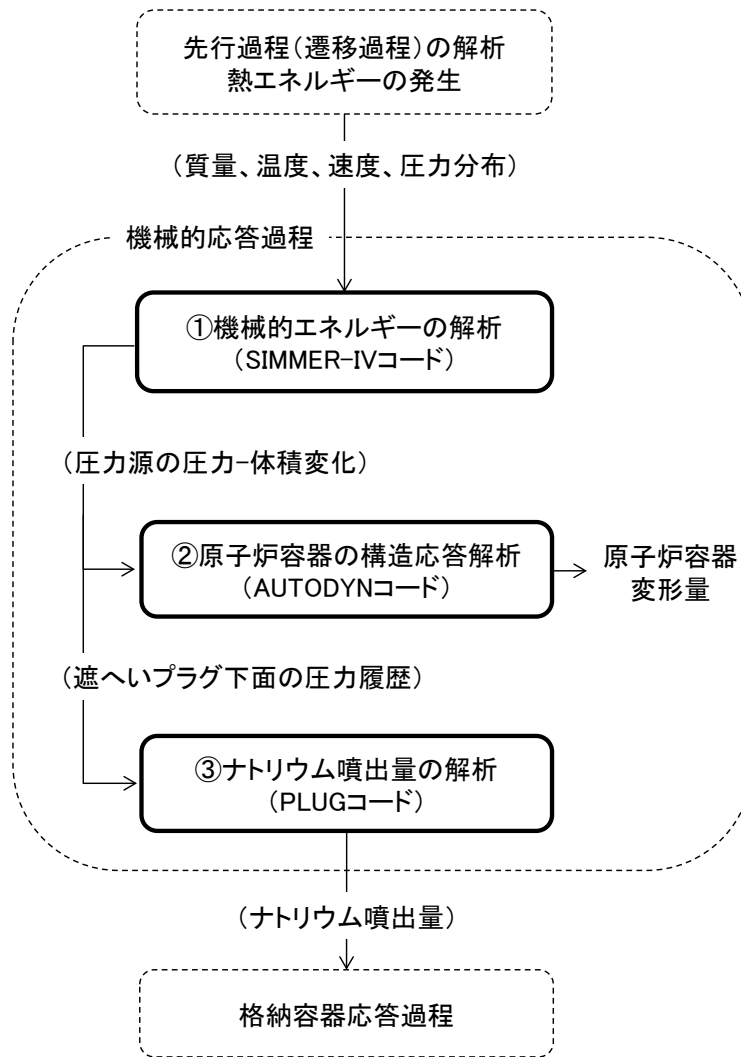 先行過程(遷移過程)の解析
熱エネルギーの発生
(質量、温度、速度、圧力分布)
機械的応答過程
①機械的エネルギーの解析
(SIMMER-IVコード)
(圧力源の圧力-体積変化)
②原子炉容器の構造応答解析
(AUTODYNコード)
原子炉容器
変形量
(遮へいプラグ下面の圧力履歴)
③ナトリウム噴出量の解析
(PLUGコード)
(ナトリウム噴出量)
格納容器応答過程